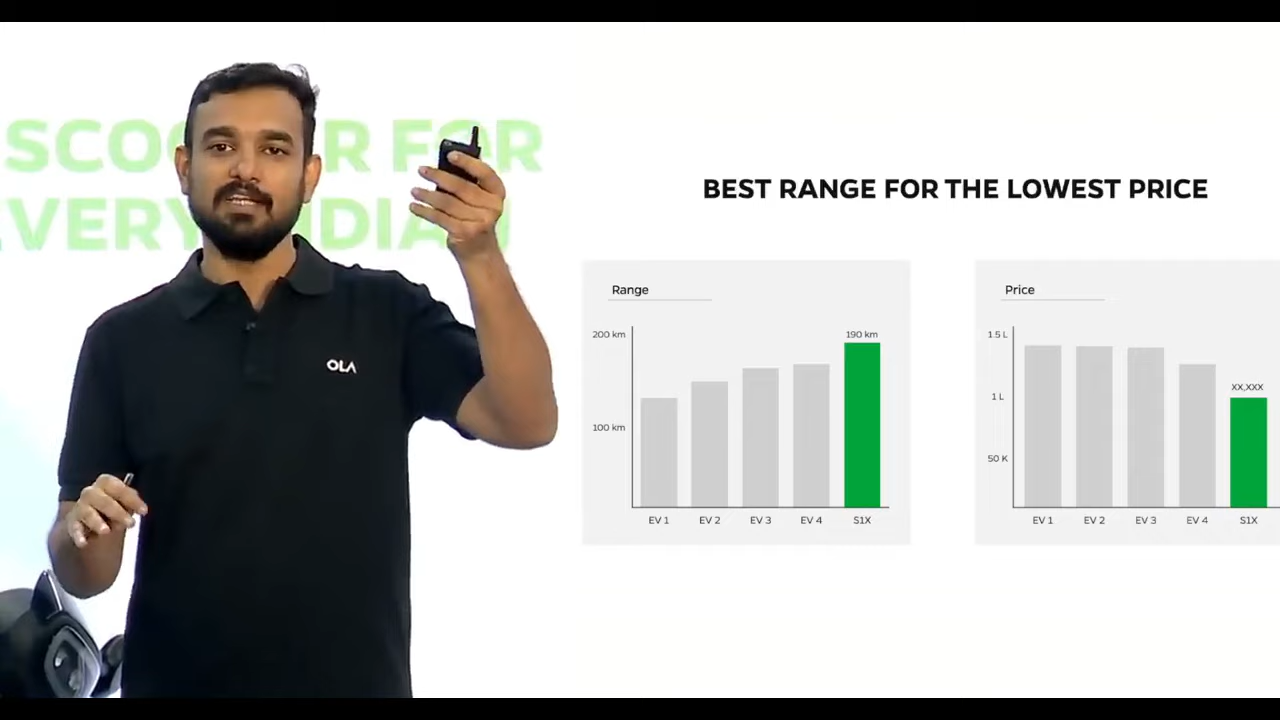 BEST RANGE FOR THE LOWEST PRICE
Range
200 km
190 km
100 km
EV 1 EV 2 EV 3 EV 4 S1X
Price
1.5 L
XX,XXX
1 L
50 K
EV 1 EV 2 EV 3 EV 4 S1X
FOR
OLA